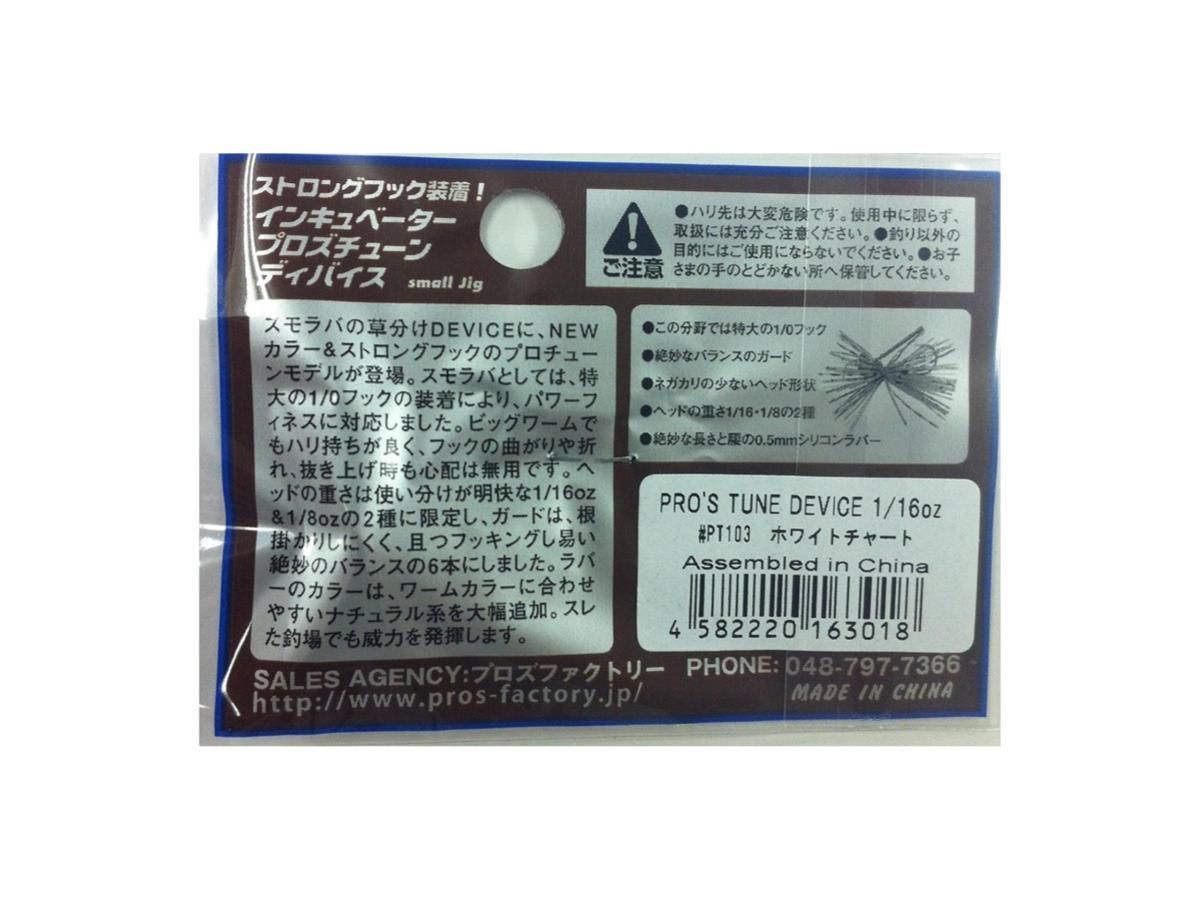 ストロングフック装着！
インキュベーター
プロズチューン
ディバイス small Jig
ご注意
●ハリ先は大変危険です。使用中に限らず、
取扱には充分ご注意ください。●釣り以外の
目的にはご使用にならないでください。●お子
さまの手のとどかない所へ保管してください。
スモラバの草分けDEVICEに、NEW
カラー&ストロングフックのプロチュー
ンモデルが登場。スモラバとしては、特
大の1/0フックの装着により、パワーフ
ィネスに対応しました。ビッグワームで
もハリ持ちが良く、フックの曲がりや折
れ、抜き上げ時も心配は無用です。ヘ
ッドの重さは使い分けが明快な1/16oz
&1/8ozの2種に限定し、ガードは、根
掛かりしにくく、且つフッキングし易い
絶妙のバランスの6本にしました。ラバ
ーのカラーは、ワームカラーに合わせ
やすいナチュラル系を大幅追加。スレ
た釣場でも威力を発揮します。
●この分野では特大の1/0フック
●絶妙なバランスのガード
●ネガカリの少ないヘッド形状
●ヘッドの重さ1/16・1/8の2種
●絶妙な長さと腰の0.5mmシリコンラバー
PRO'S TUNE DEVICE 1/16oz
#PT103 ホワイトチャート
Assembled in China
4 582220 163018
SALES AGENCY:プロズファクトリー PHONE: 048-797-7366
http://www.pros-factory.jp/ MADE IN CHINA